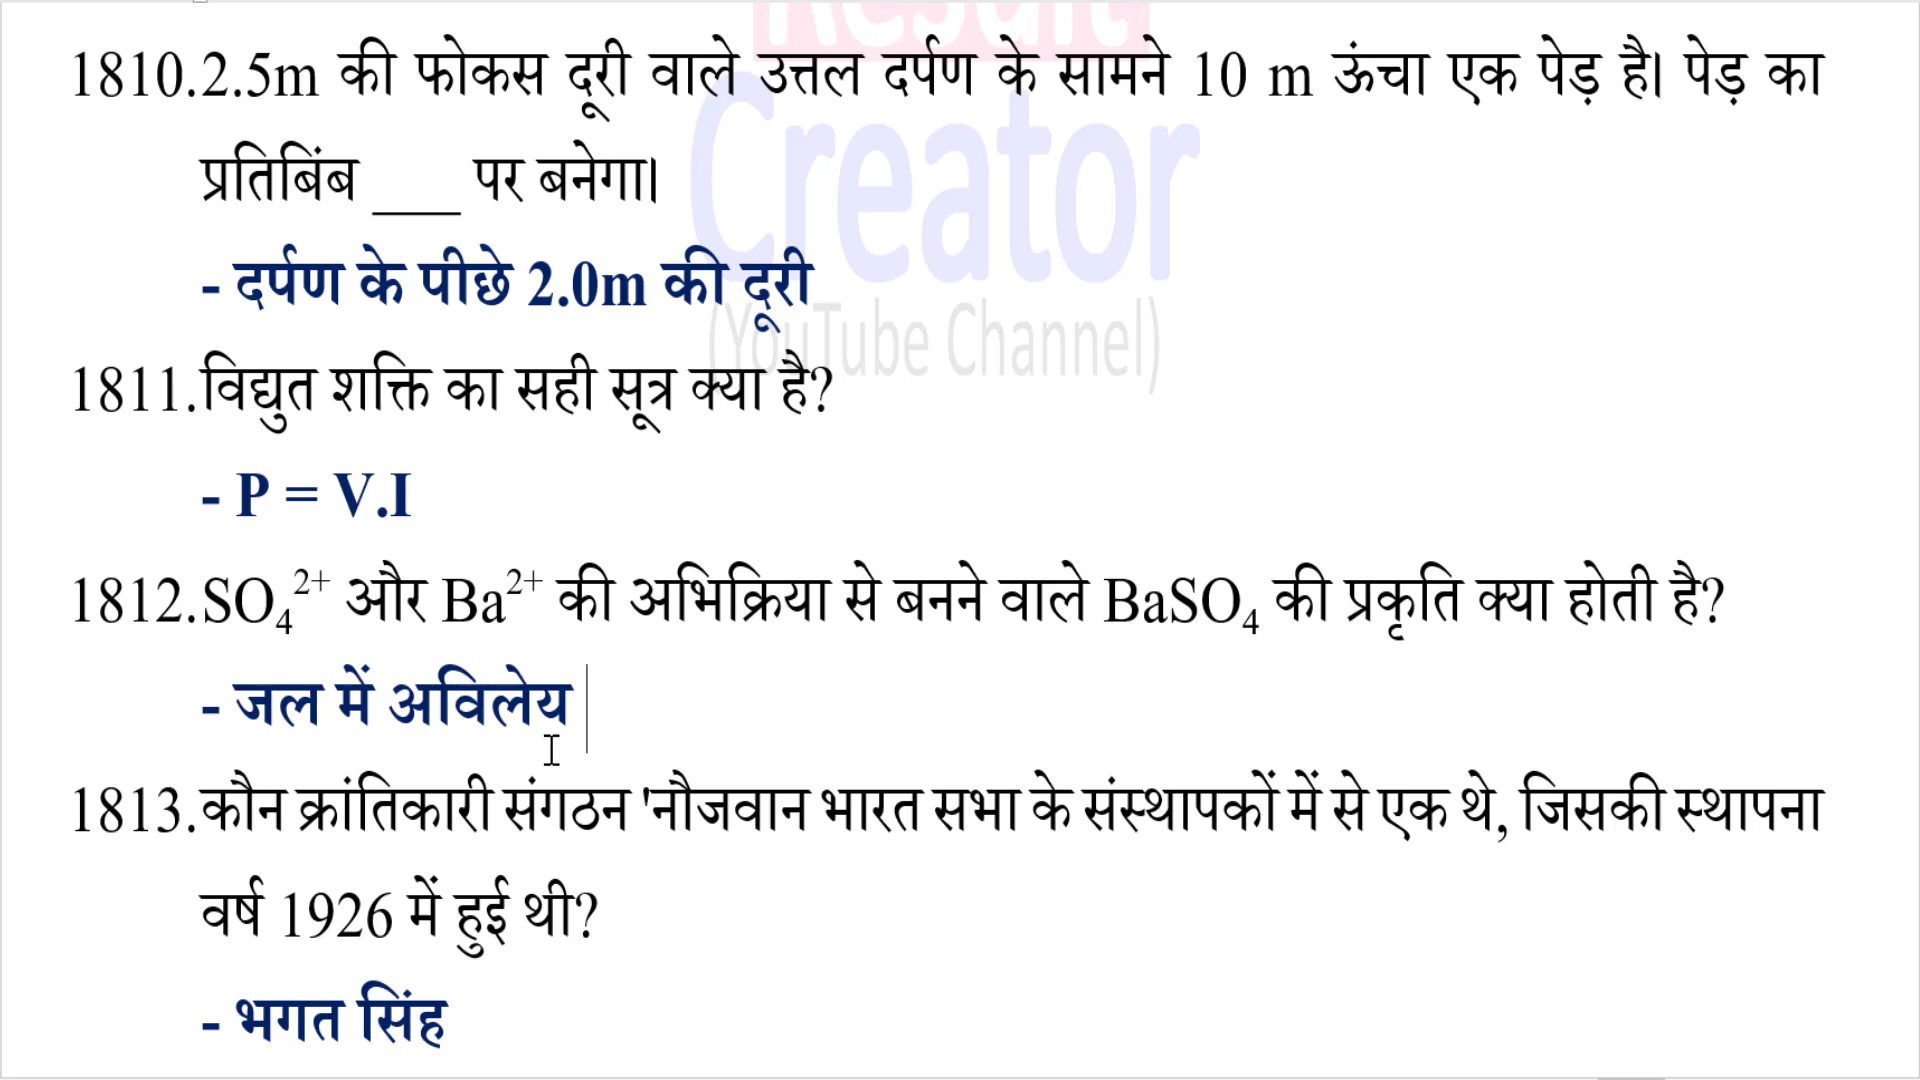 Result
1810.2.5m की फोकस दूरी वाले उत्तल दर्पण के सामने 10 m ऊंचा एक पेड़ है। पेड़ का
Creator
प्रतिबिंब ___ पर बनेगा।
- दर्पण के पीछे 2.0m की दूरी
(YouTube Channel)
1811.विद्युत शक्ति का सही सूत्र क्या है?
- P = V.I
1812.SO₄²⁺ और Ba²⁺ की अभिक्रिया से बनने वाले BaSO₄ की प्रकृति क्या होती है?
- जल में अविलेय
1813.कौन क्रांतिकारी संगठन 'नौजवान भारत सभा के संस्थापकों में से एक थे, जिसकी स्थापना
वर्ष 1926 में हुई थी?
- भगत सिंह